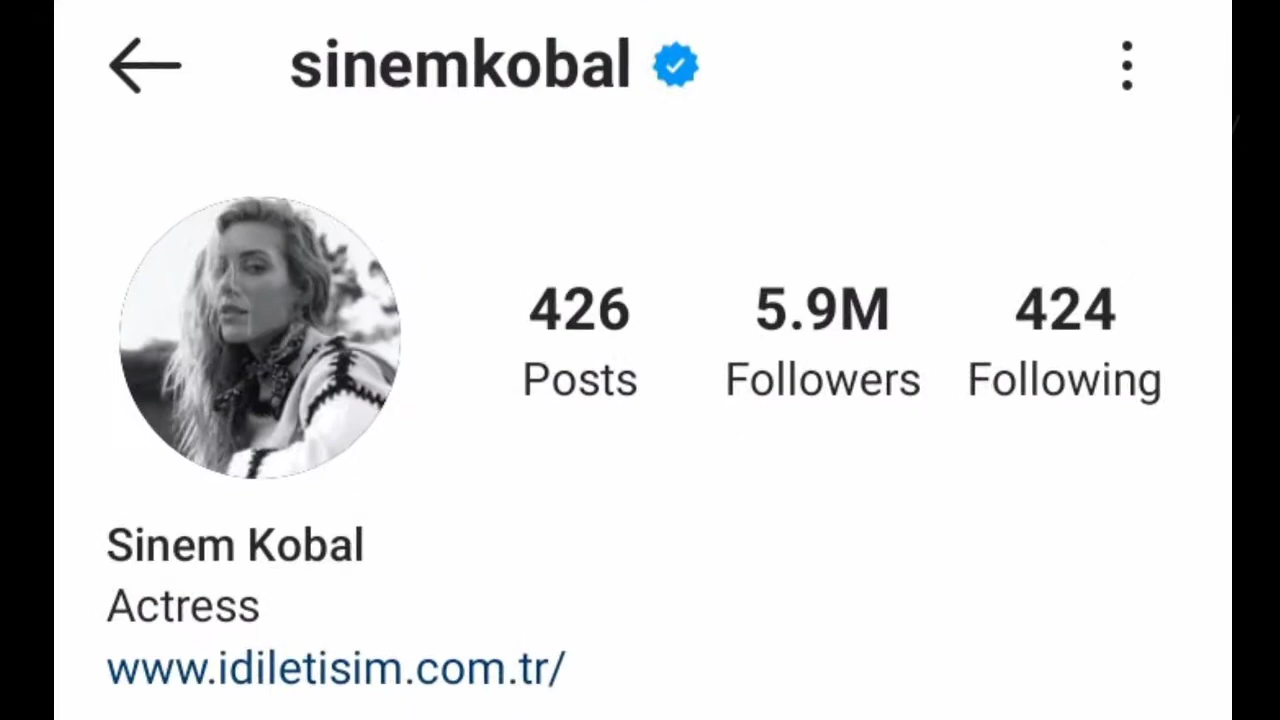 sinemkobal
426 5.9M 424
Posts Followers Following
Sinem Kobal
Actress
www.idiletisim.com.tr/